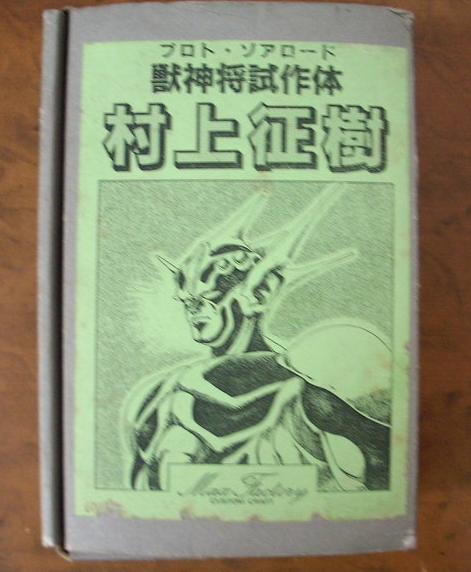 プロト・ゾアロード
獣神将試作体
村上征樹
Max Factory